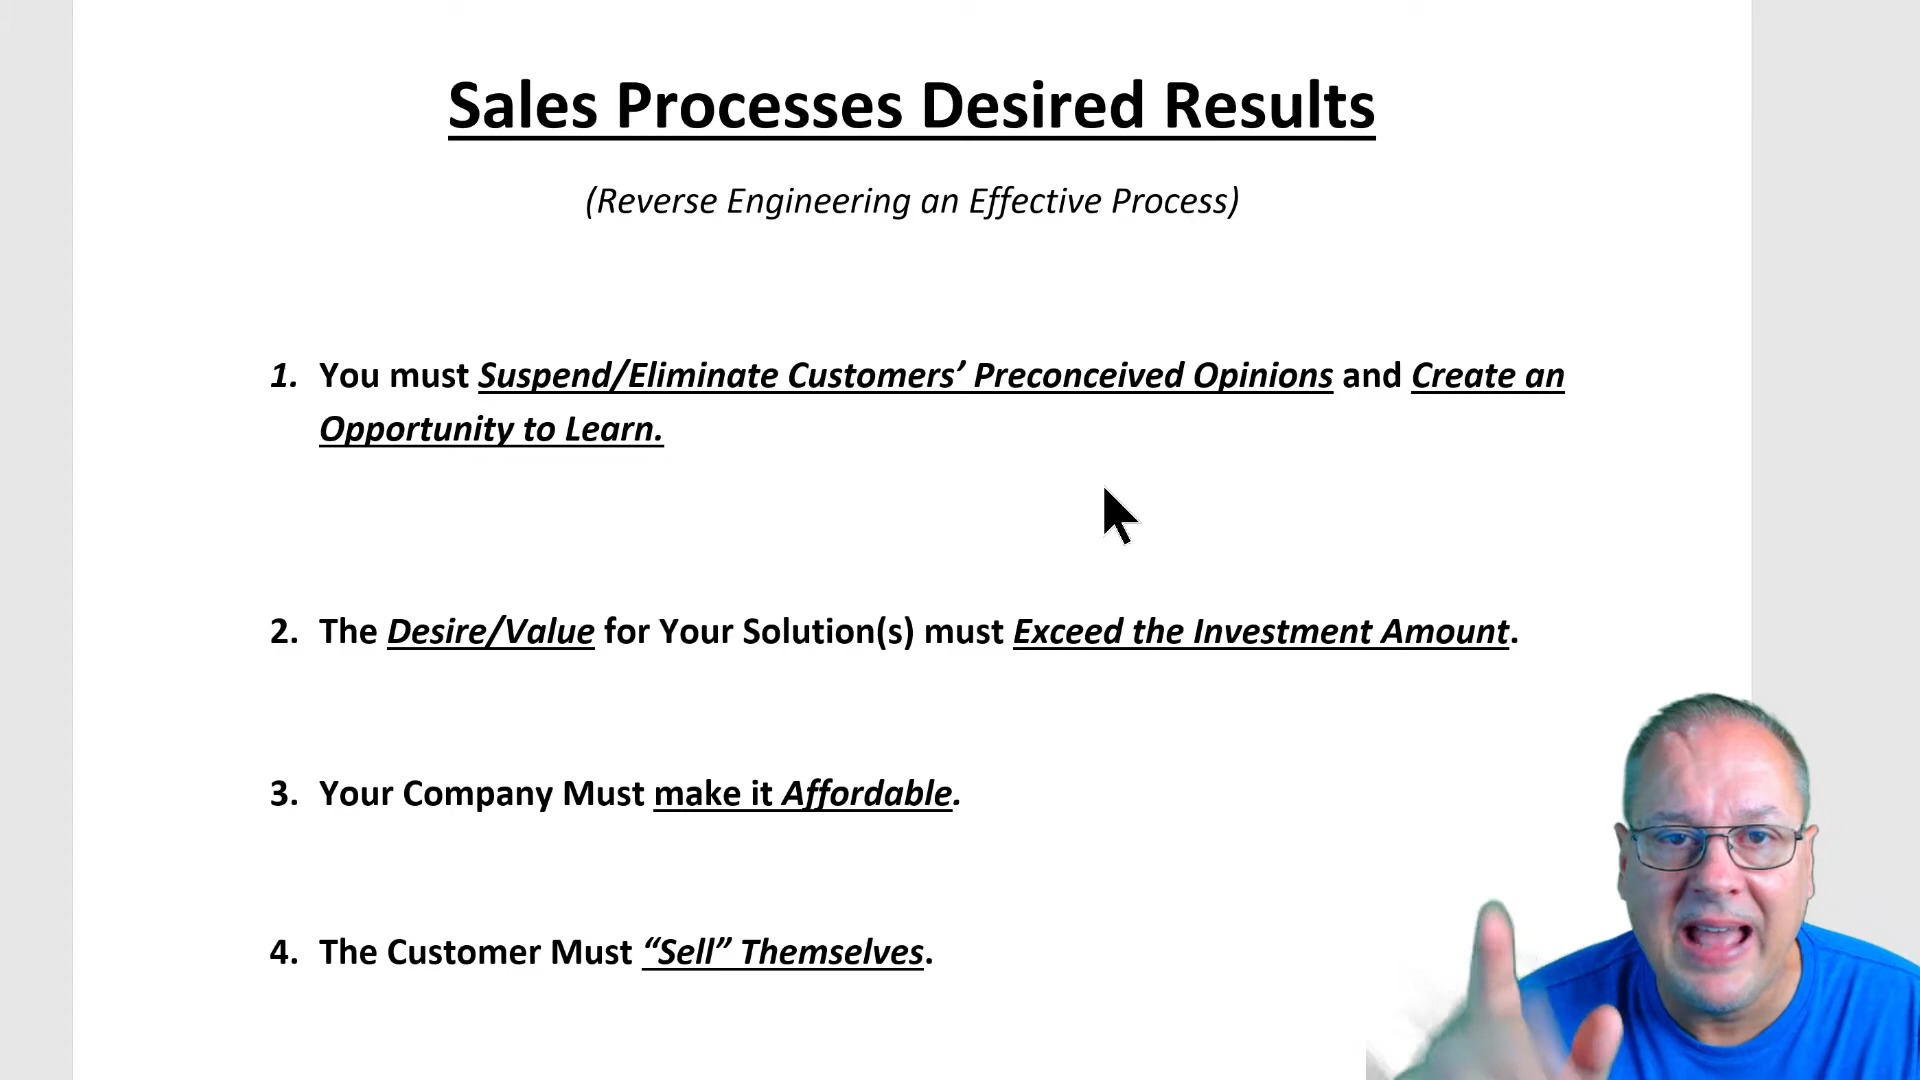 Sales Processes Desired Results
(Reverse Engineering an Effective Process)
1. You must Suspend/Eliminate Customers’ Preconceived Opinions and Create an
Opportunity to Learn.
2. The Desire/Value for Your Solution(s) must Exceed the Investment Amount.
3. Your Company Must make it Affordable.
4. The Customer Must “Sell” Themselves.